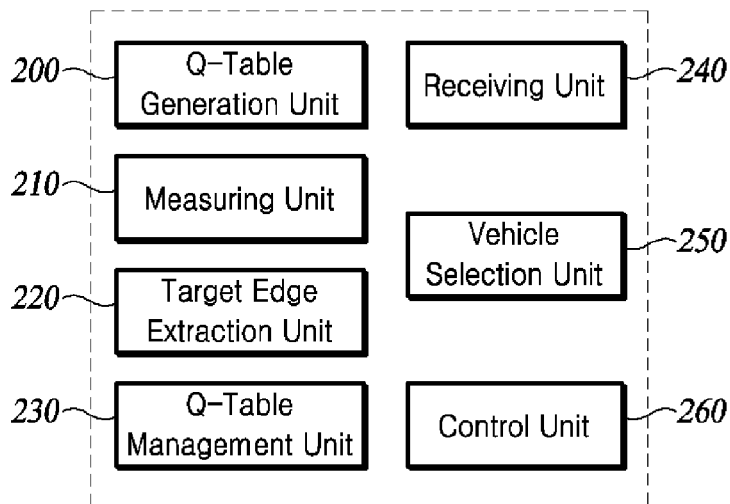 200
Q-Table
Generation Unit
210
Measuring Unit
220
Target Edge
Extraction Unit
230
Q-Table
Management Unit
240
Receiving Unit
250
Vehicle
Selection Unit
260
Control Unit